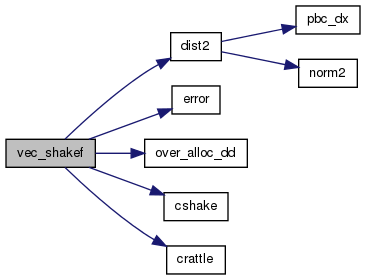 vec_shakef
dist2
pbc_dx
norm2
error
over_alloc_dd
cshake
crattle